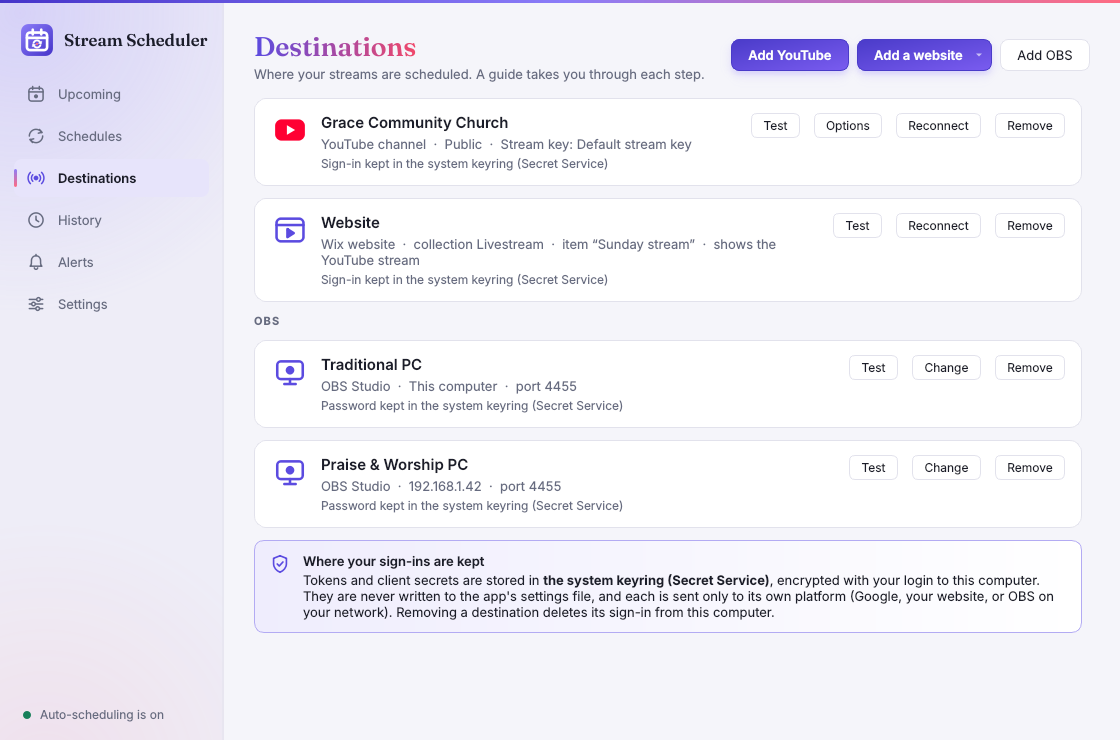 Stream Scheduler
Upcoming
Schedules
Destinations
History
Alerts
Settings
Auto-scheduling is on
Destinations
Where your streams are scheduled. A guide takes you through each step.
Add YouTube
Add a website
Add OBS
Grace Community Church
YouTube channel · Public · Stream key: Default stream key
Sign-in kept in the system keyring (Secret Service)
Test
Options
Reconnect
Remove
Website
Wix website · collection Livestream · item “Sunday stream” · shows the
YouTube stream
Sign-in kept in the system keyring (Secret Service)
Test
Reconnect
Remove
OBS
Traditional PC
OBS Studio · This computer · port 4455
Password kept in the system keyring (Secret Service)
Test
Change
Remove
Praise & Worship PC
OBS Studio · 192.168.1.42 · port 4455
Password kept in the system keyring (Secret Service)
Test
Change
Remove
Where your sign-ins are kept
Tokens and client secrets are stored in the system keyring (Secret Service), encrypted with your login to this computer.
They are never written to the app's settings file, and each is sent only to its own platform (Google, your website, or OBS on
your network). Removing a destination deletes its sign-in from this computer.